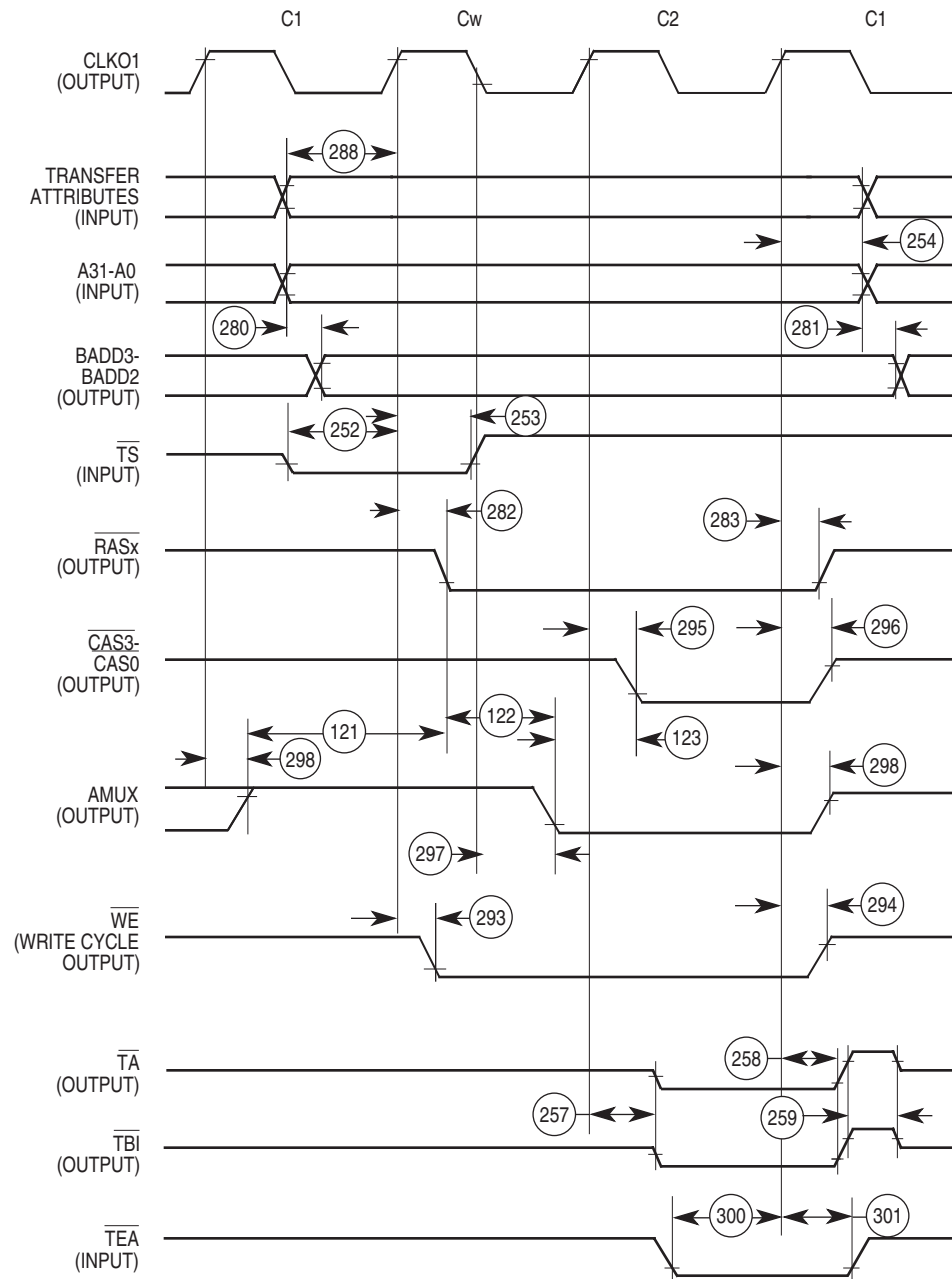 C1 Cw C2 C1
CLKO1
(OUTPUT)
288
TRANSFER
ATTRIBUTES
(INPUT)
254
A31-A0
(INPUT)
280 281
BADD3-
BADD2
(OUTPUT)
252 253
TS
(INPUT)
282 283
RASx
(OUTPUT)
295 296
CAS3-
CAS0
(OUTPUT)
121 122 123
298 298
AMUX
(OUTPUT)
297
293 294
WE
(WRITE CYCLE
OUTPUT)
258
TA
(OUTPUT)
257 259
TBI
(OUTPUT)
300 301
TEA
(INPUT)